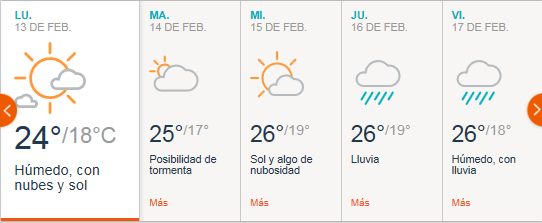 LU.
13 DE FEB.
24°/18°C
Húmedo, con
nubes y sol
MA.
14 DE FEB.
25°/17°
Posibilidad de
tormenta
Más
MI.
15 DE FEB.
26°/19°
Sol y algo de
nubosidad
Más
JU.
16 DE FEB.
26°/19°
Lluvia
Más
VI.
17 DE FEB.
26°/18°
Húmedo, con
lluvia
Más